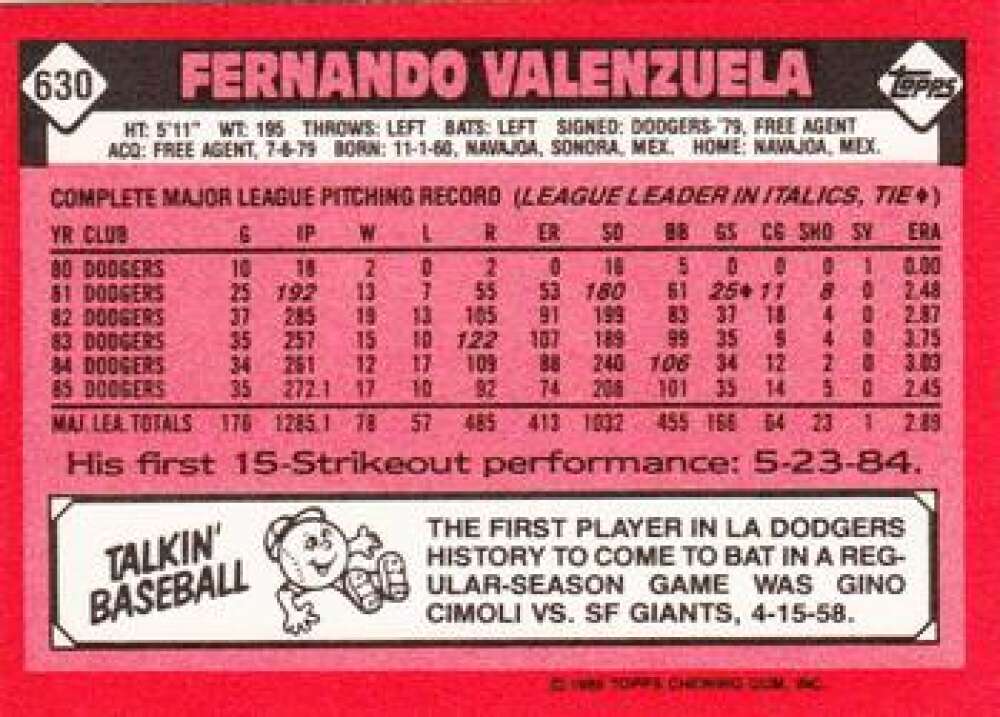 630 FERNANDO VALENZUELA TOPPS
HT: 5'11" WT: 195 THROWS: LEFT BATS: LEFT SIGNED: DODGERS-'79, FREE AGENT
ACQ: FREE AGENT, 7-6-79 BORN: 11-1-60, NAVAJOA, SONORA, MEX. HOME: NAVAJOA, MEX.
COMPLETE MAJOR LEAGUE PITCHING RECORD (LEAGUE LEADER IN ITALICS, TIE♦)
YR CLUB G IP W L R ER SO BB GS CG SHO SV ERA
80 DODGERS 10 18 2 0 2 0 16 5 0 0 0 1 0.00
81 DODGERS 25 192 13 7 55 53 180 61 25♦ 11 8 0 2.48
82 DODGERS 37 285 19 13 105 91 199 83 37 18 4 0 2.87
83 DODGERS 35 257 15 10 122 107 189 99 35 9 4 0 3.75
84 DODGERS 34 261 12 17 109 88 240 106 34 12 2 0 3.03
85 DODGERS 35 272.1 17 10 92 74 208 101 35 14 5 0 2.45
MAJ. LEA. TOTALS 176 1285.1 78 57 485 413 1032 455 166 64 23 1 2.89
His first 15-Strikeout performance: 5-23-84.
TALKIN'
BASEBALL
THE FIRST PLAYER IN LA DODGERS
HISTORY TO COME TO BAT IN A REG-
ULAR-SEASON GAME WAS GINO
CIMOLI VS. SF GIANTS, 4-15-58.
© 1986 TOPPS CHEWING GUM, INC.